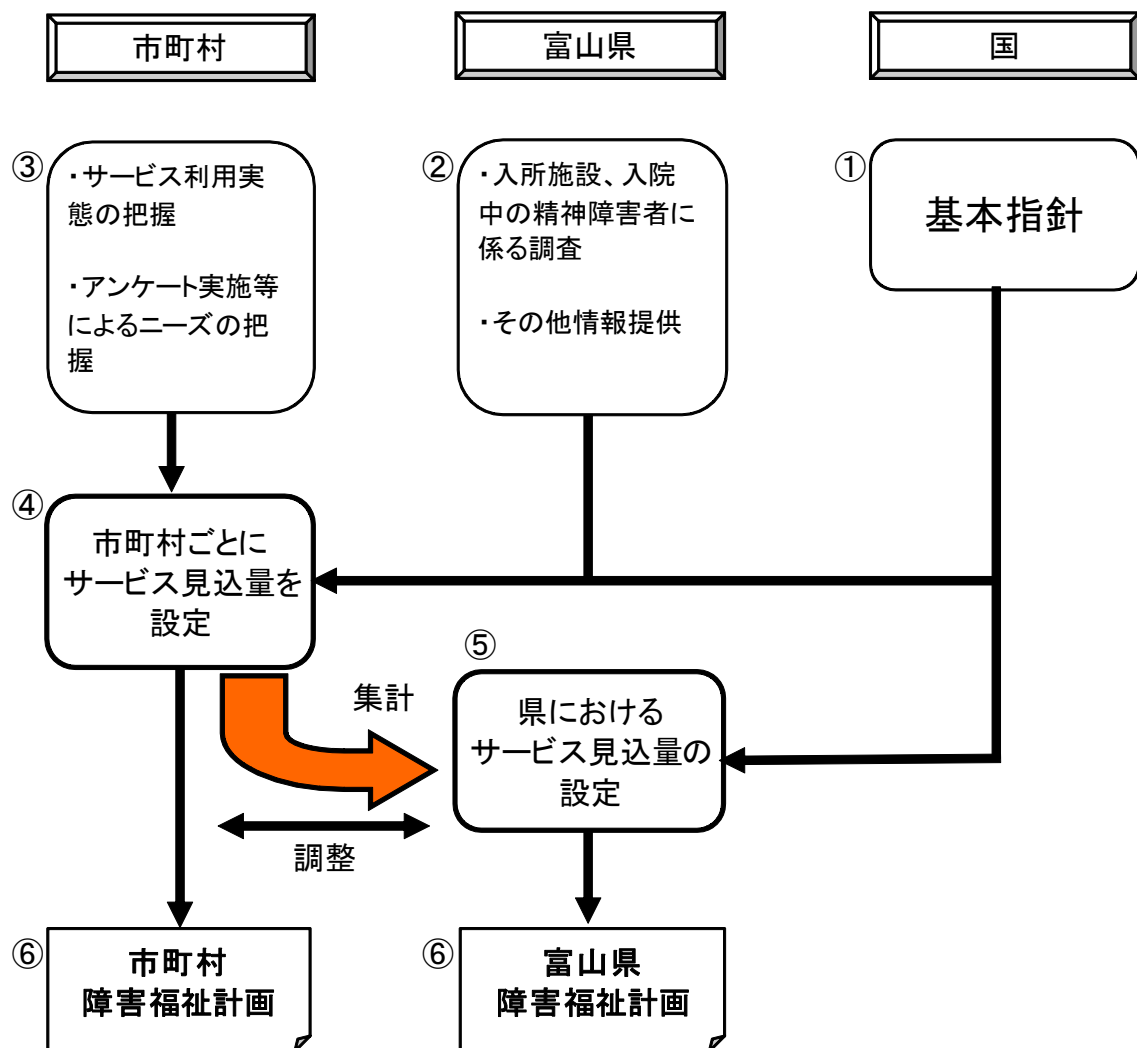 市町村
富山県
国
③
・サービス利用実
態の把握
・アンケート実施等
によるニーズの把
握
②
・入所施設、入院
中の精神障害者に
係る調査
・その他情報提供
①
基本指針
④
市町村ごとに
サービス見込量を
設定
集計
調整
⑤
県における
サービス見込量の
設定
⑥
市町村
障害福祉計画
⑥
富山県
障害福祉計画